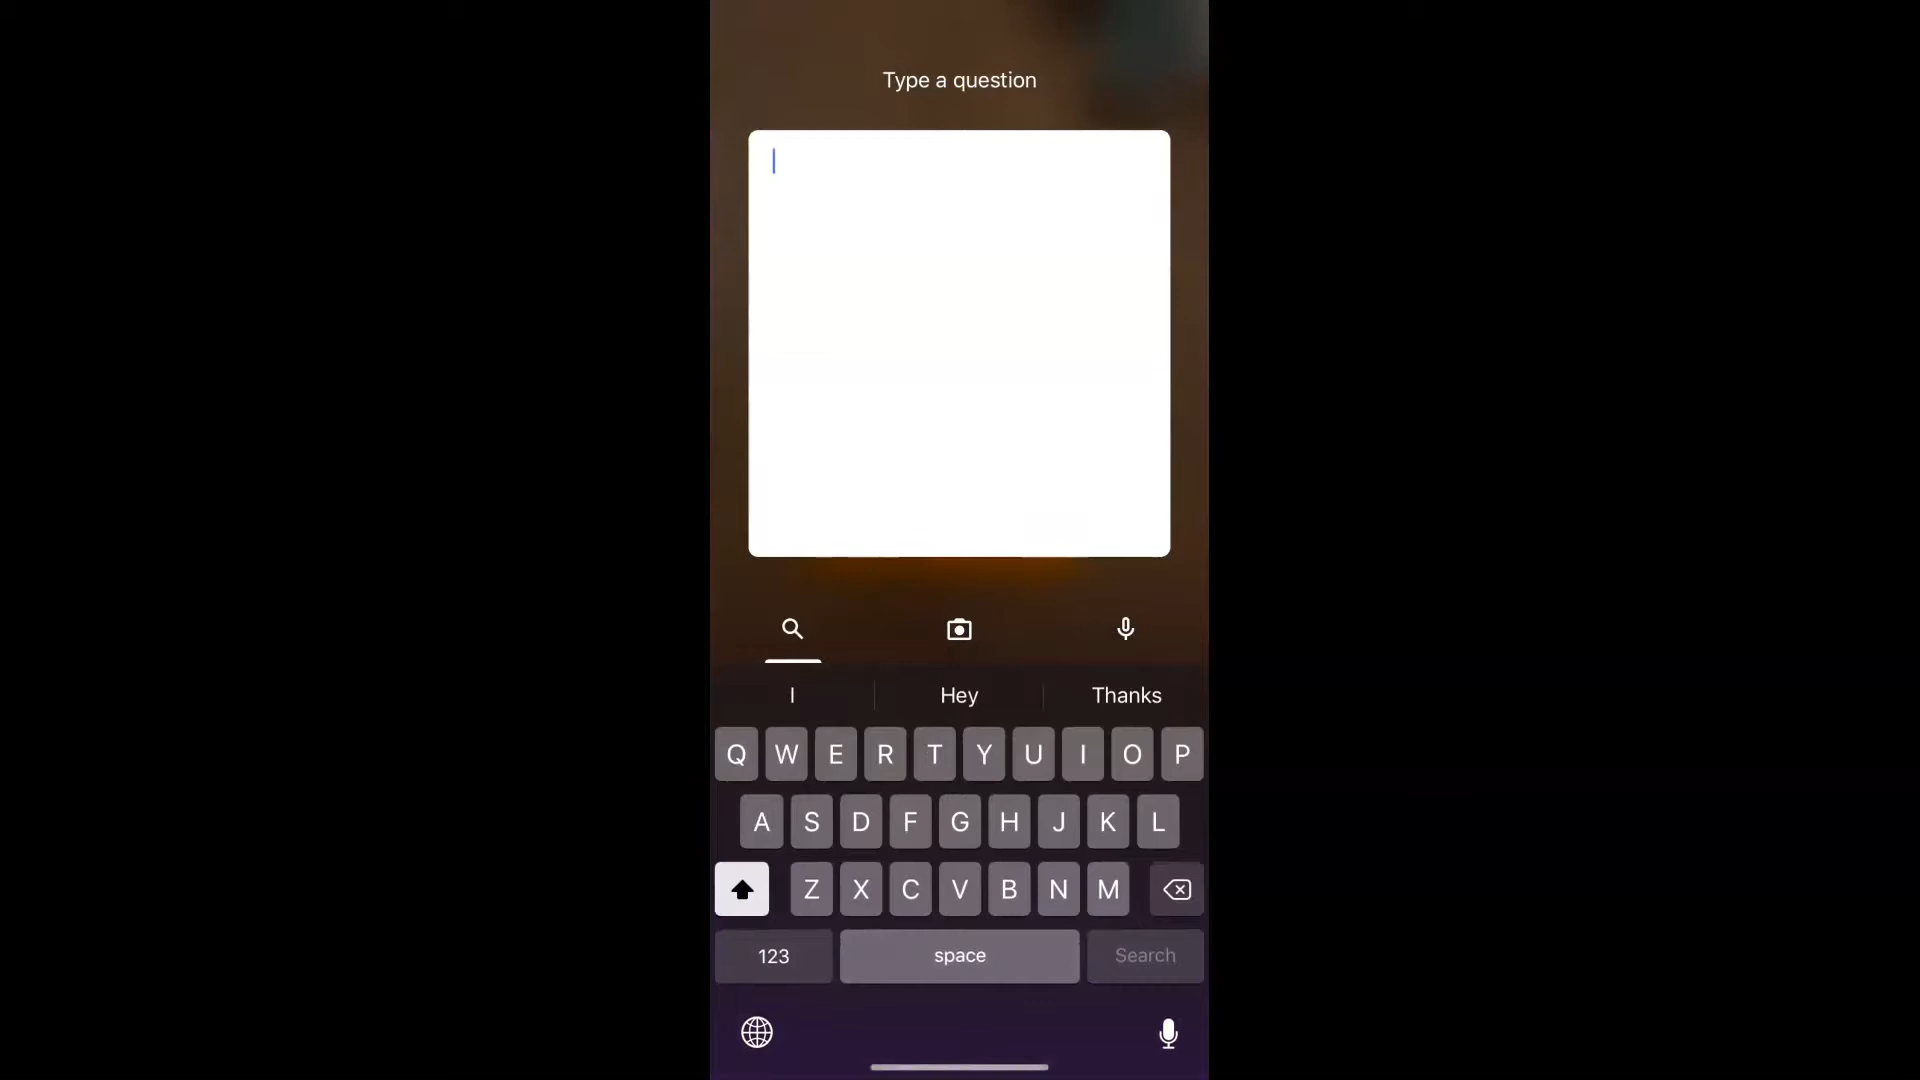 Type a question
I Hey Thanks
Q W E R T Y U I O P
A S D F G H J K L
Z X C V B N M
123 space Search